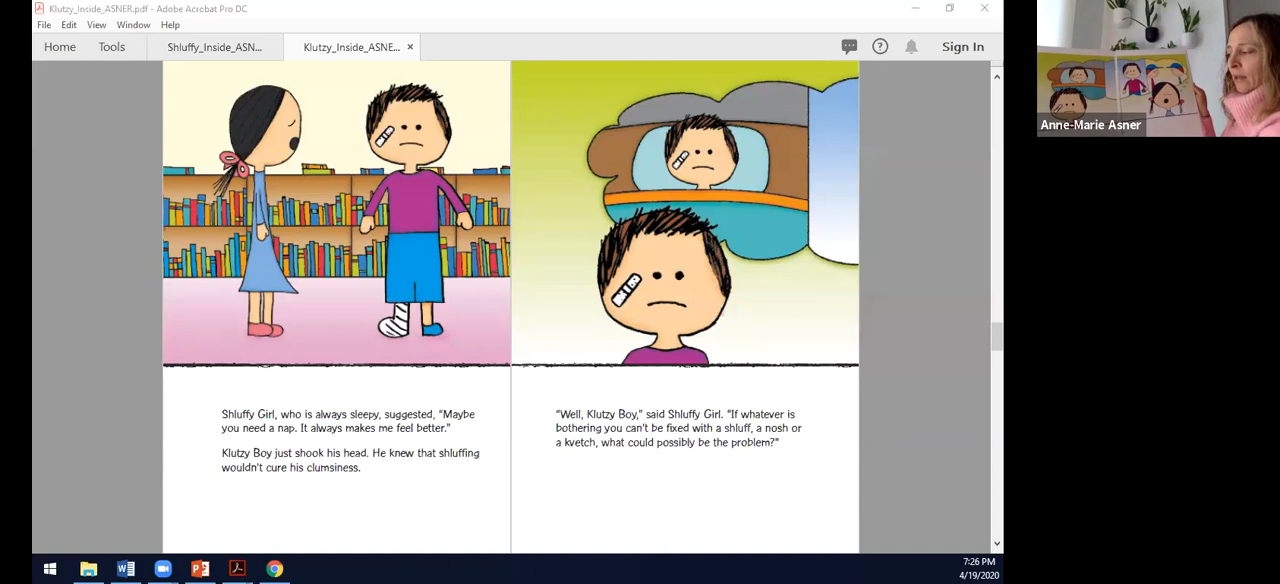 Klutzy_Inside_ASNER.pdf - Adobe Acrobat Pro DC
File Edit View Window Help
Home Tools Shluffy_Inside_ASN... Klutzy_Inside_ASNE... × Sign In
Anne-Marie Asner
Shluffy Girl, who is always sleepy, suggested, “Maybe
you need a nap. It always makes me feel better.”
Klutzy Boy just shook his head. He knew that shluffing
wouldn’t cure his clumsiness.
“Well, Klutzy Boy,” said Shluffy Girl. “If whatever is
bothering you can’t be fixed with a shluff, a nosh or
a kvetch, what could possibly be the problem?”
7:26 PM
4/19/2020